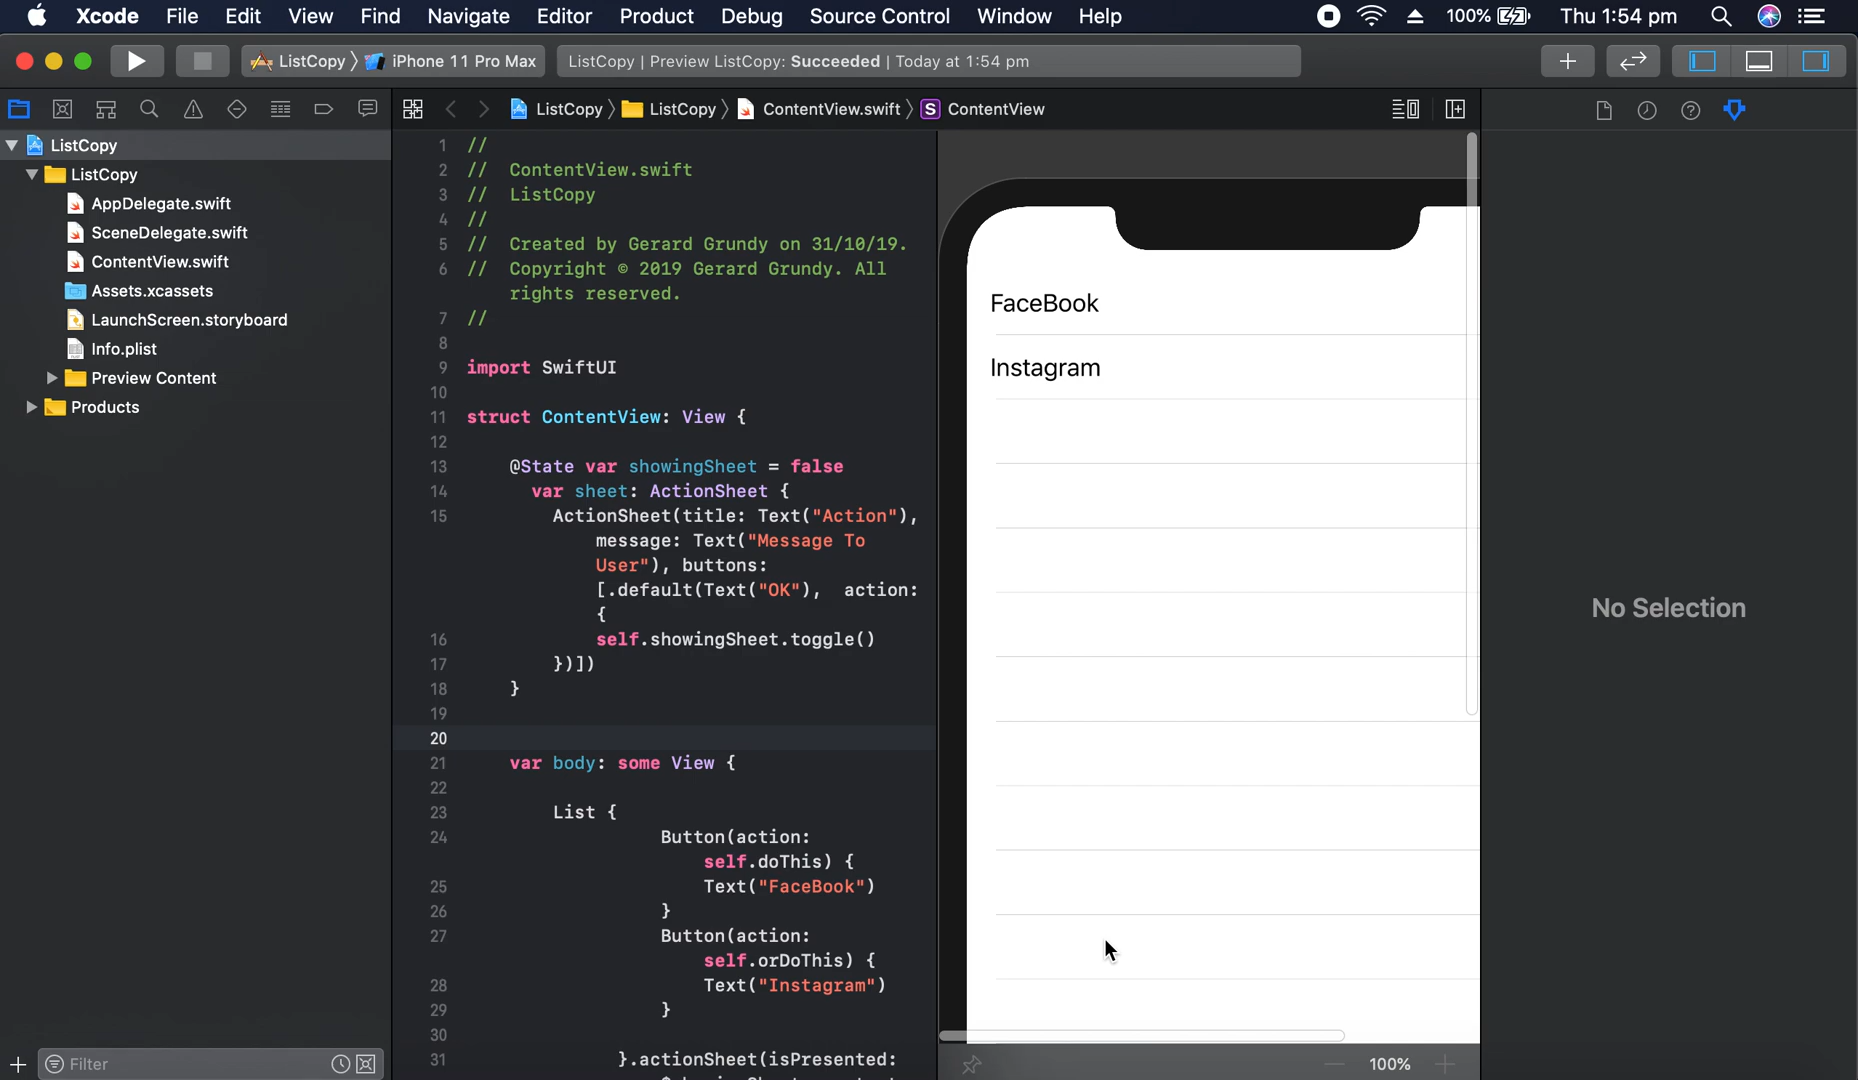 Xcode File Edit View Find Navigate Editor Product Debug Source Control Window Help 100% Thu 1:54 pm
ListCopy iPhone 11 Pro Max ListCopy | Preview ListCopy: Succeeded | Today at 1:54 pm
ListCopy ListCopy ContentView.swift S ContentView
ListCopy
ListCopy
AppDelegate.swift
SceneDelegate.swift
ContentView.swift
Assets.xcassets
LaunchScreen.storyboard
Info.plist
Preview Content
Products
Filter
1 //
2 // ContentView.swift
3 // ListCopy
4 //
5 // Created by Gerard Grundy on 31/10/19.
6 // Copyright © 2019 Gerard Grundy. All
rights reserved.
7 //
8
9 import SwiftUI
10
11 struct ContentView: View {
12
13 @State var showingSheet = false
14 var sheet: ActionSheet {
15 ActionSheet(title: Text("Action"),
message: Text("Message To
User"), buttons:
[.default(Text("OK"), action:
{
16 self.showingSheet.toggle()
17 })])
18 }
19
20
21 var body: some View {
22
23 List {
24 Button(action:
self.doThis) {
25 Text("FaceBook")
26 }
27 Button(action:
self.orDoThis) {
28 Text("Instagram")
29 }
30
31 }.actionSheet(isPresented:
FaceBook
Instagram
100%
No Selection